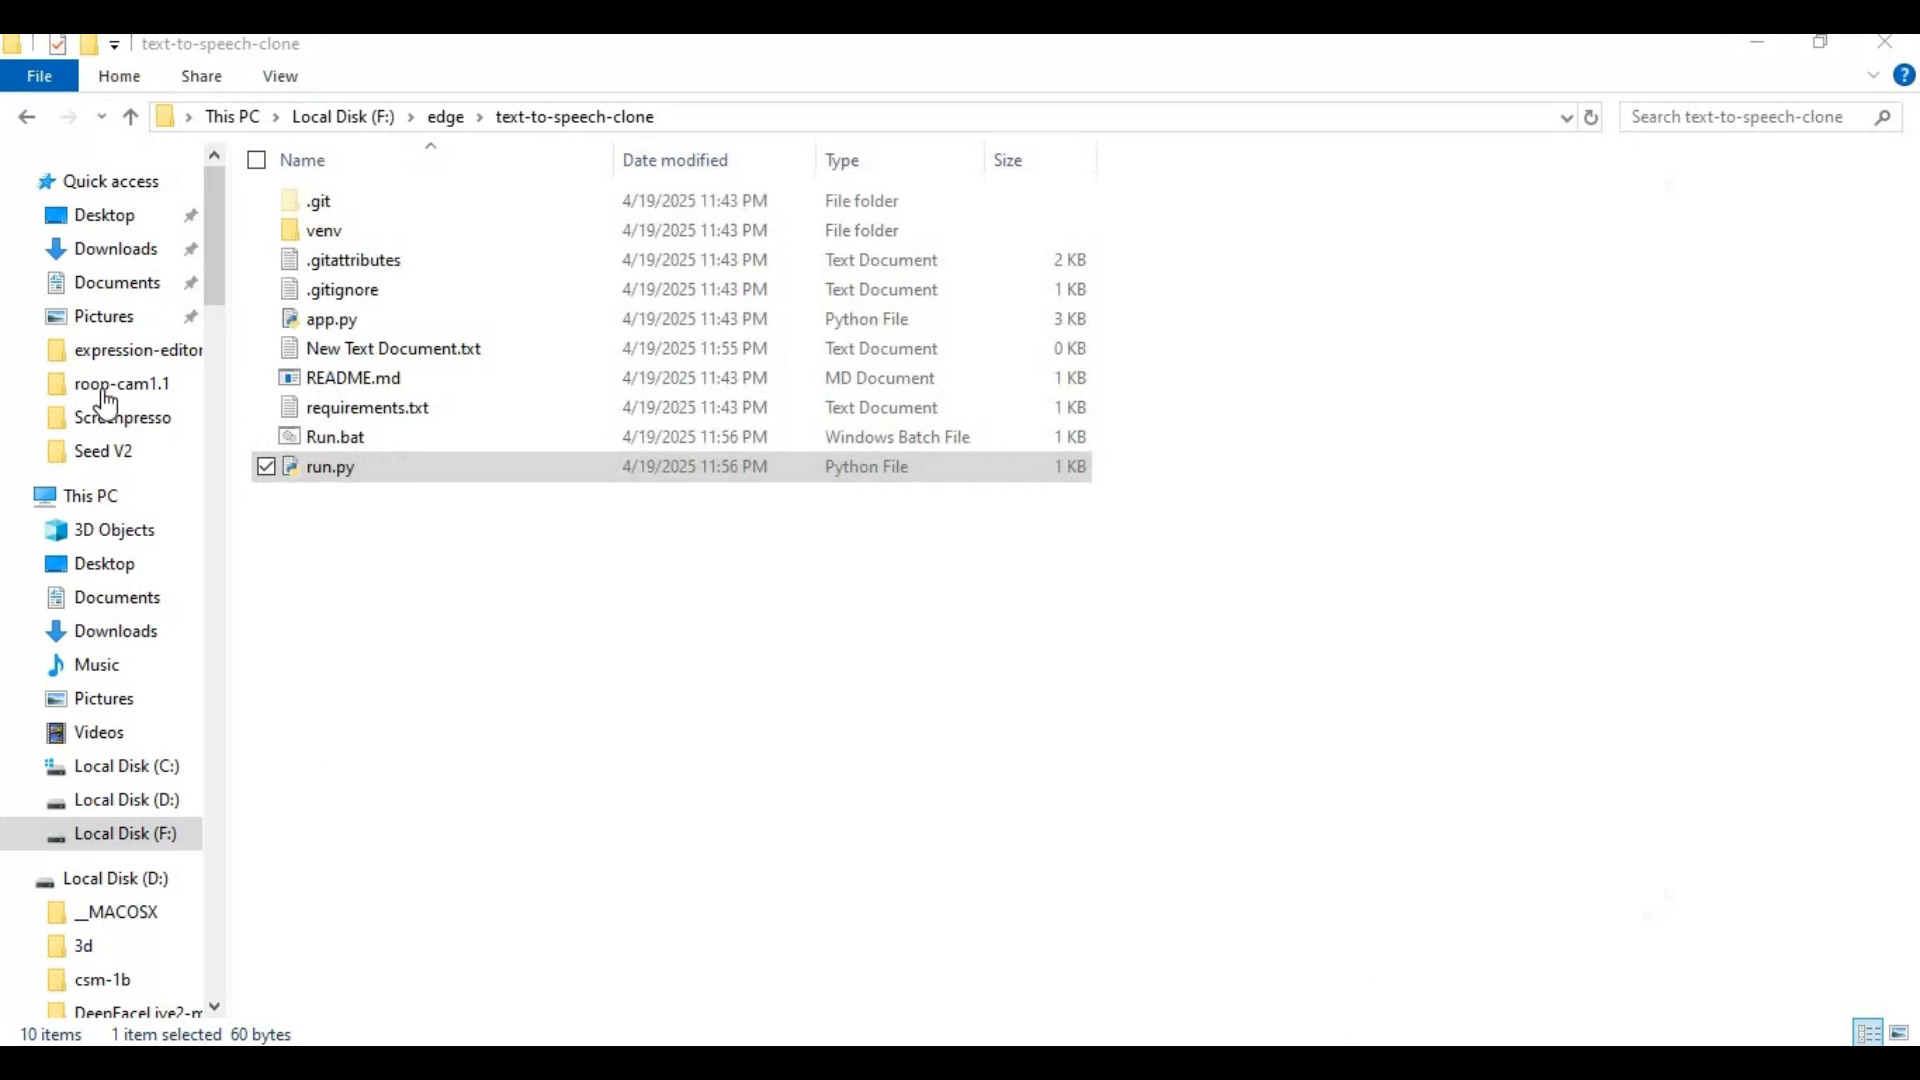 text-to-speech-clone
File Home Share View
This PC Local Disk (F:) edge text-to-speech-clone Search text-to-speech-clone
Name Date modified Type Size
.git 4/19/2025 11:43 PM File folder
venv 4/19/2025 11:43 PM File folder
.gitattributes 4/19/2025 11:43 PM Text Document 2 KB
.gitignore 4/19/2025 11:43 PM Text Document 1 KB
app.py 4/19/2025 11:43 PM Python File 3 KB
New Text Document.txt 4/19/2025 11:55 PM Text Document 0 KB
README.md 4/19/2025 11:43 PM MD Document 1 KB
requirements.txt 4/19/2025 11:43 PM Text Document 1 KB
Run.bat 4/19/2025 11:56 PM Windows Batch File 1 KB
run.py 4/19/2025 11:56 PM Python File 1 KB
Quick access
Desktop
Downloads
Documents
Pictures
expression-editor
roop-cam1.1
Screenpresso
Seed V2
This PC
3D Objects
Desktop
Documents
Downloads
Music
Pictures
Videos
Local Disk (C:)
Local Disk (D:)
Local Disk (F:)
Local Disk (D:)
__MACOSX
3d
csm-1b
DeepFaceLive2-m
10 items 1 item selected 60 bytes